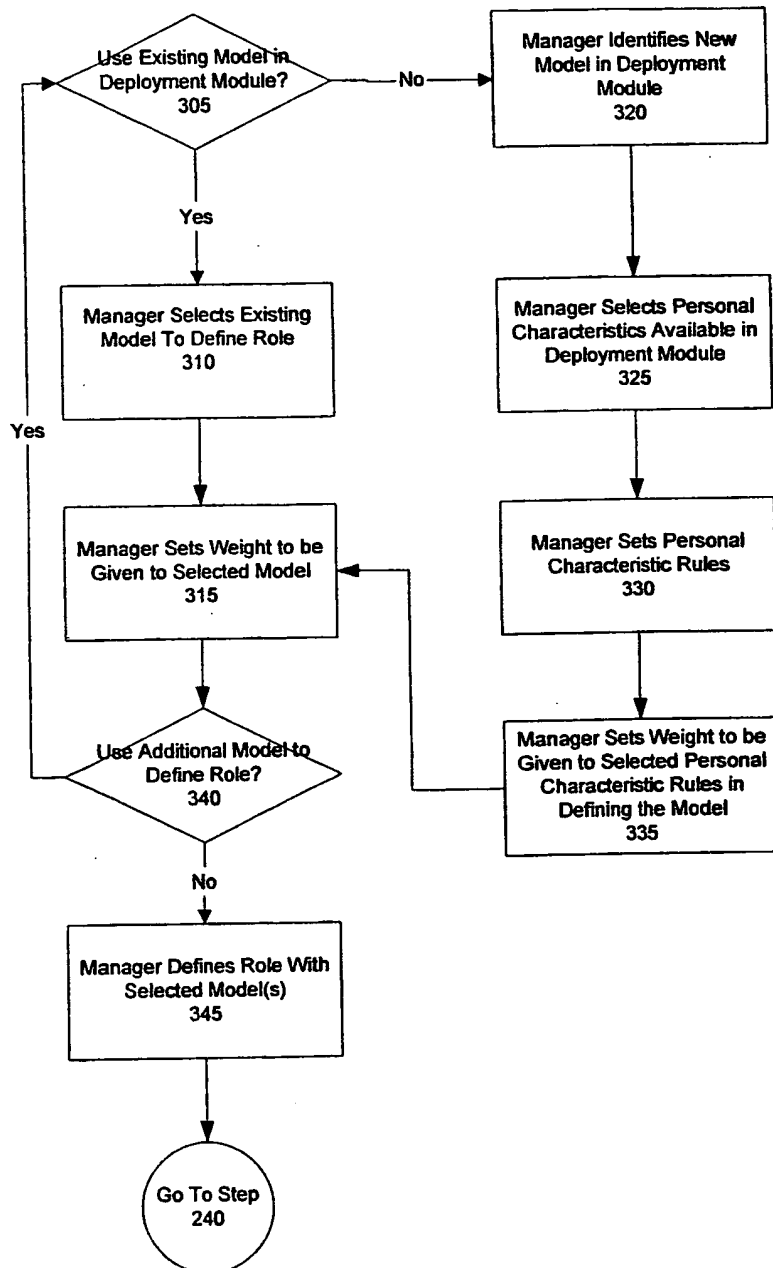 Use Existing Model in
Deployment Module?
305
No
Manager Identifies New
Model in Deployment
Module
320
Yes
Manager Selects Existing
Model To Define Role
310
Manager Selects Personal
Characteristics Available in
Deployment Module
325
Yes
Manager Sets Weight to be
Given to Selected Model
315
Manager Sets Personal
Characteristic Rules
330
Use Additional Model to
Define Role?
340
Manager Sets Weight to be
Given to Selected Personal
Characteristic Rules in
Defining the Model
335
No
Manager Defines Role With
Selected Model(s)
345
Go To Step
240